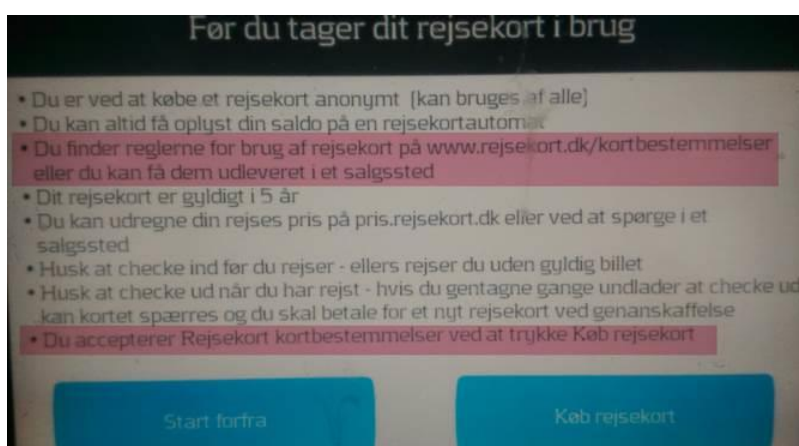 Før du tager dit rejsekort i brug
• Du er ved at købe et rejsekort anonymt (kan bruges af alle)
• Du kan altid få oplyst din saldo på en rejsekortautomat
• Du finder reglerne for brug af rejsekort på www.rejsekort.dk/kortbestemmelser
eller du kan få dem udleveret i et salgssted
• Dit rejsekort er gyldigt i 5 år
• Du kan udregne din rejses pris på pris.rejsekort.dk eller ved at spørge i et
salgssted
• Husk at checke ind før du rejser - ellers rejser du uden gyldig billet
• Husk at checke ud når du har rejst - hvis du gentagne gange undlader at checke ud
kan kortet spærres og du skal betale for et nyt rejsekort ved genanskaffelse
• Du accepterer Rejsekort kortbestemmelser ved at trykke Køb rejsekort
Start forfra
Køb rejsekort